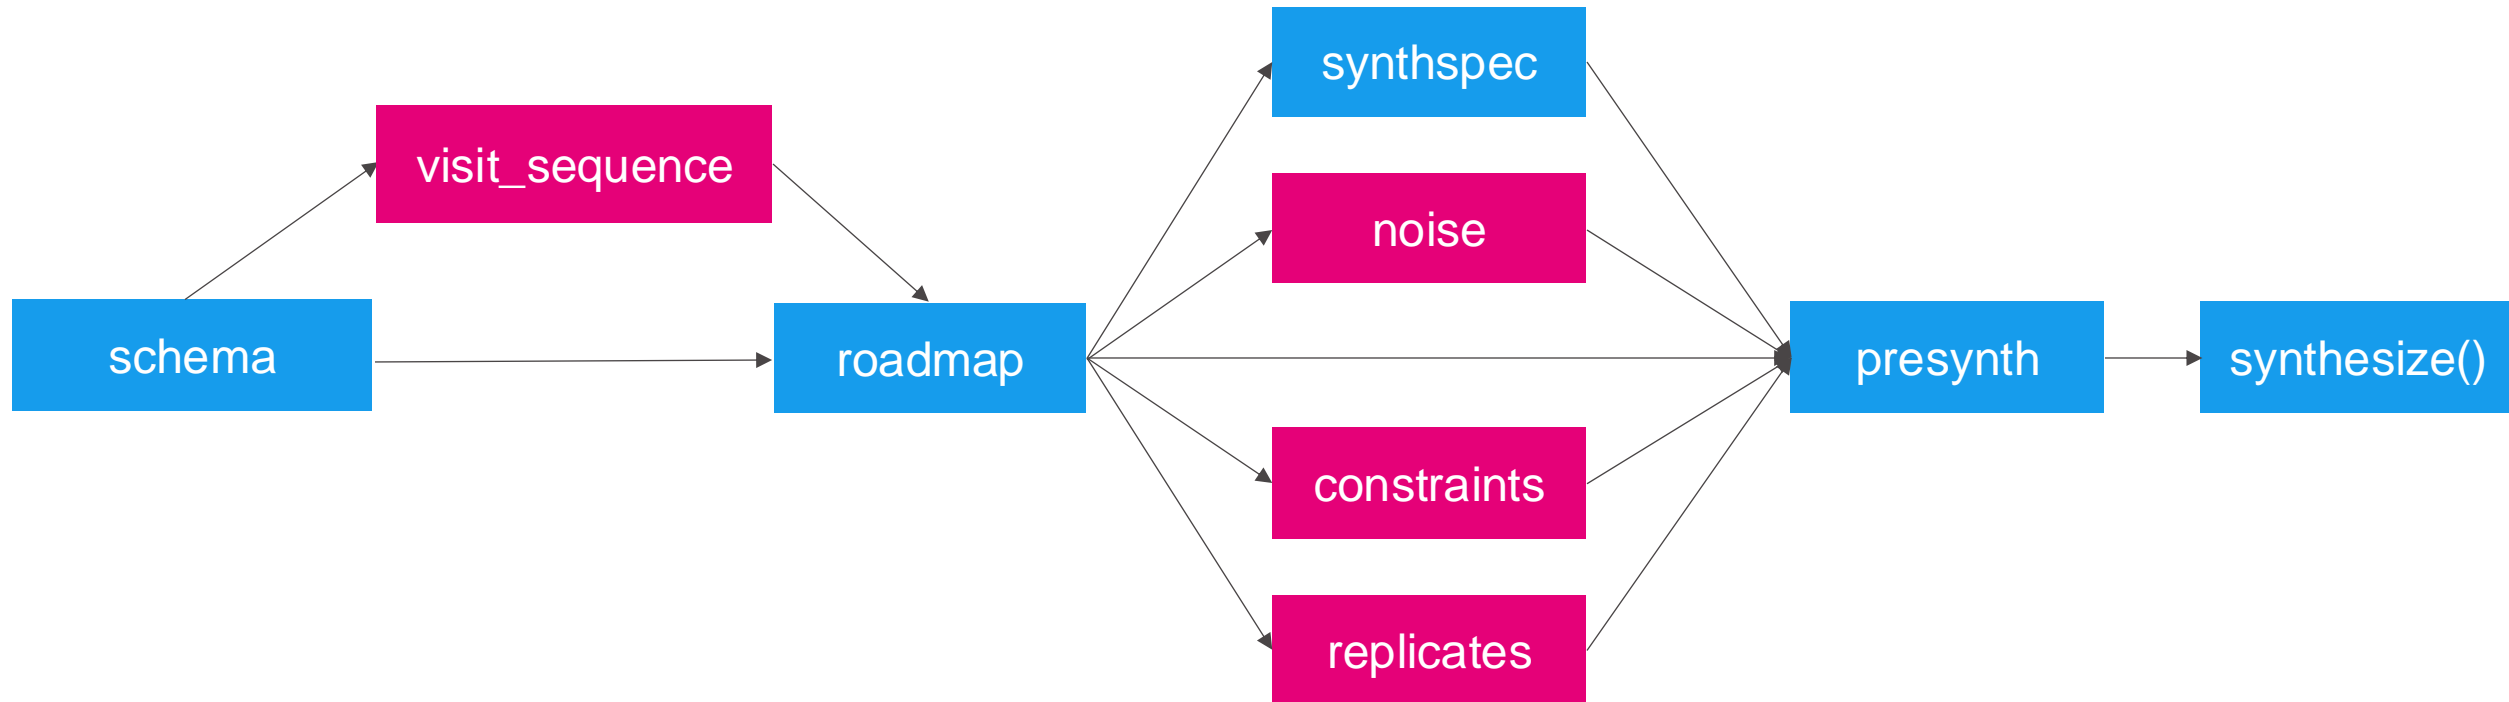 schema
visit_sequence
roadmap
synthspec
noise
constraints
replicates
presynth
synthesize()